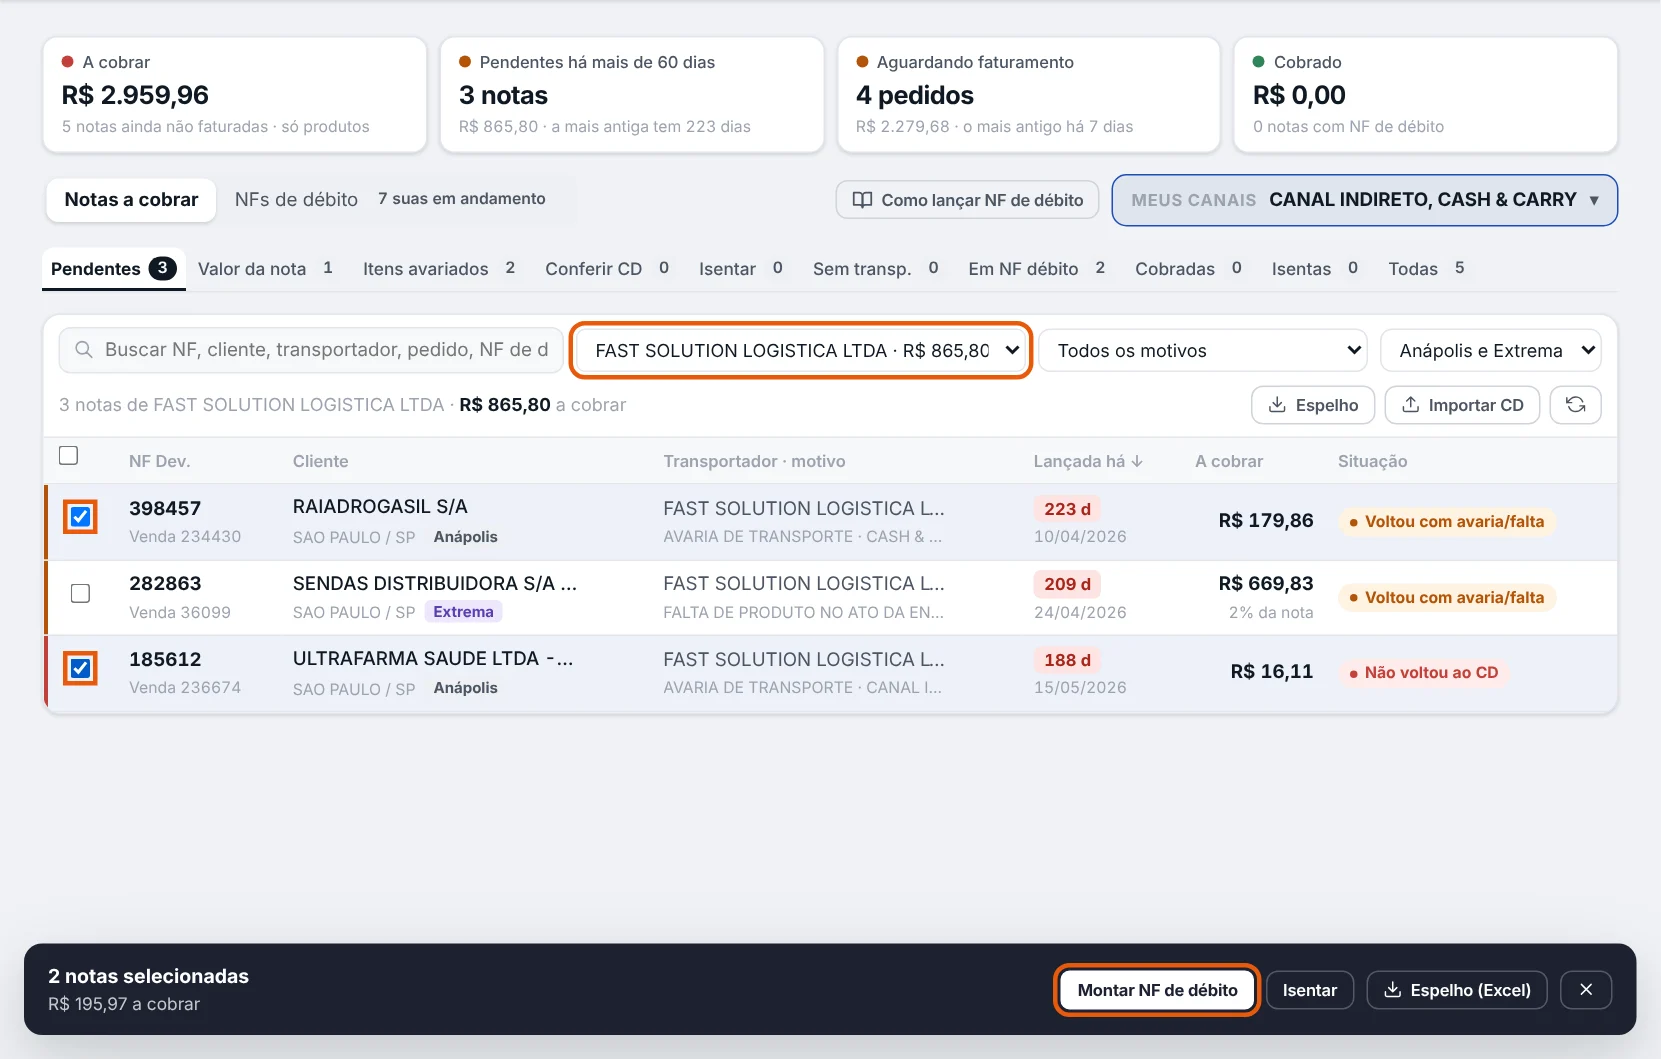 A cobrar
R$ 2.959,96
5 notas ainda não faturadas · só produtos
Pendentes há mais de 60 dias
3 notas
R$ 865,80 · a mais antiga tem 223 dias
Aguardando faturamento
4 pedidos
R$ 2.279,68 · o mais antigo há 7 dias
Cobrado
R$ 0,00
0 notas com NF de débito
Notas a cobrar NFs de débito 7 suas em andamento
Como lançar NF de débito
MEUS CANAIS CANAL INDIRETO, CASH & CARRY ▾
Pendentes 3 Valor da nota 1 Itens avariados 2 Conferir CD 0 Isentar 0 Sem transp. 0 Em NF débito 2 Cobradas 0 Isentas 0 Todas 5
Buscar NF, cliente, transportador, pedido, NF de d
FAST SOLUTION LOGISTICA LTDA · R$ 865,80
Todos os motivos
Anápolis e Extrema
3 notas de FAST SOLUTION LOGISTICA LTDA · R$ 865,80 a cobrar
Espelho
Importar CD
NF Dev. Cliente Transportador · motivo Lançada há ↓ A cobrar Situação
398457 RAIADROGASIL S/A FAST SOLUTION LOGISTICA L... 223 d R$ 179,86 Voltou com avaria/falta
Venda 234430 SAO PAULO / SP Anápolis AVARIA DE TRANSPORTE · CASH & ... 10/04/2026
282863 SENDAS DISTRIBUIDORA S/A ... FAST SOLUTION LOGISTICA L... 209 d R$ 669,83 Voltou com avaria/falta
Venda 36099 SAO PAULO / SP Extrema FALTA DE PRODUTO NO ATO DA EN... 24/04/2026 2% da nota
185612 ULTRAFARMA SAUDE LTDA -... FAST SOLUTION LOGISTICA L... 188 d R$ 16,11 Não voltou ao CD
Venda 236674 SAO PAULO / SP Anápolis AVARIA DE TRANSPORTE · CANAL I... 15/05/2026
2 notas selecionadas
R$ 195,97 a cobrar
Montar NF de débito
Isentar
Espelho (Excel)